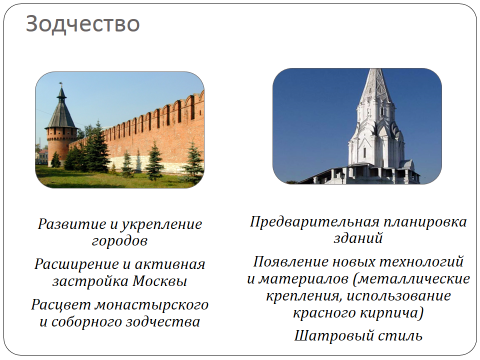 Зодчество
Развитие и укрепление
городов
Расширение и активная
застройка Москвы
Расцвет монастырского
и соборного зодчества
Предварительная планировка
зданий
Появление новых технологий
и материалов (металлические
крепления, использование
красного кирпича)
Шатровый стиль